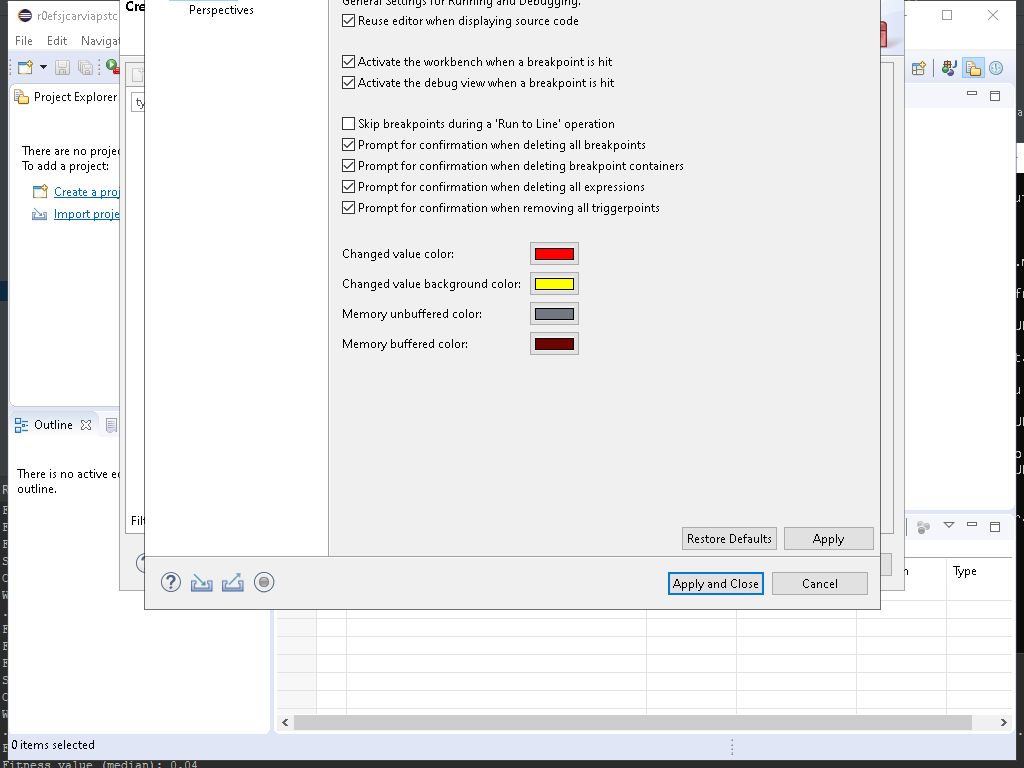 r0efsjcarviapstc
Cre
File Edit Navigat
Perspectives
General Settings for Running and Debugging.
Reuse editor when displaying source code
Activate the workbench when a breakpoint is hit
Activate the debug view when a breakpoint is hit
Skip breakpoints during a 'Run to Line' operation
Prompt for confirmation when deleting all breakpoints
Prompt for confirmation when deleting breakpoint containers
Prompt for confirmation when deleting all expressions
Prompt for confirmation when removing all triggerpoints
Changed value color:
Changed value background color:
Memory unbuffered color:
Memory buffered color:
Restore Defaults
Apply
Apply and Close
Cancel
Project Explorer
ty
There are no projec
To add a project:
Create a proj
Import proje
Outline
There is no active ed
outline.
Filt
Type
0 items selected
Fitness value (median): 0.04